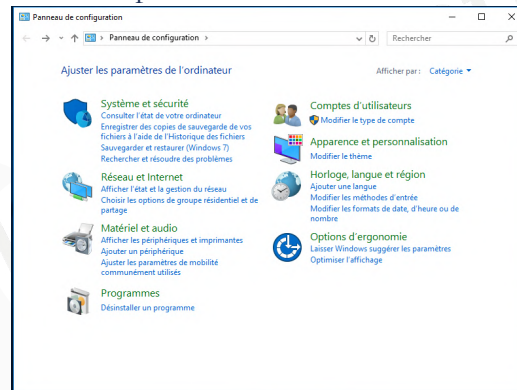 Panneau de configuration
Panneau de configuration
Rechercher
Ajuster les paramètres de l'ordinateur
Afficher par : Catégorie
Système et sécurité
Consulter l'état de votre ordinateur
Enregistrer des copies de sauvegarde de vos
fichiers à l'aide de l'Historique des fichiers
Sauvegarder et restaurer (Windows 7)
Rechercher et résoudre des problèmes
Réseau et Internet
Afficher l'état et la gestion du réseau
Choisir les options de groupe résidentiel et de
partage
Matériel et audio
Afficher les périphériques et imprimantes
Ajouter un périphérique
Ajuster les paramètres de mobilité
communément utilisés
Programmes
Désinstaller un programme
Comptes d'utilisateurs
Modifier le type de compte
Apparence et personnalisation
Modifier le thème
Horloge, langue et région
Ajouter une langue
Modifier les méthodes d'entrée
Modifier les formats de date, d'heure ou de
nombre
Options d'ergonomie
Laisser Windows suggérer les paramètres
Optimiser l'affichage